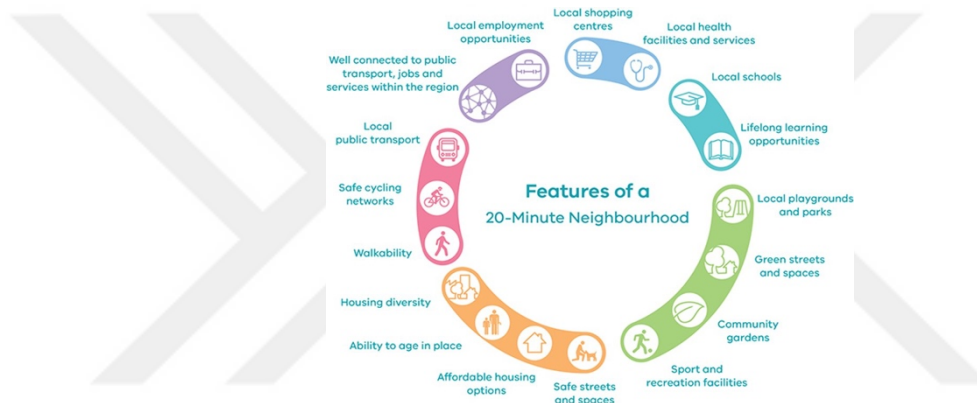 Local shopping
centres
Local health
facilities and services
Local schools
Lifelong learning
opportunities
Local playgrounds
and parks
Green streets
and spaces
Community
gardens
Sport and
recreation facilities
Safe streets
and spaces
Affordable housing
options
Ability to age in place
Housing diversity
Walkability
Safe cycling
networks
Local
public transport
Well connected to public
transport, jobs and
services within the region
Local employment
opportunities
Features of a
20-Minute Neighbourhood